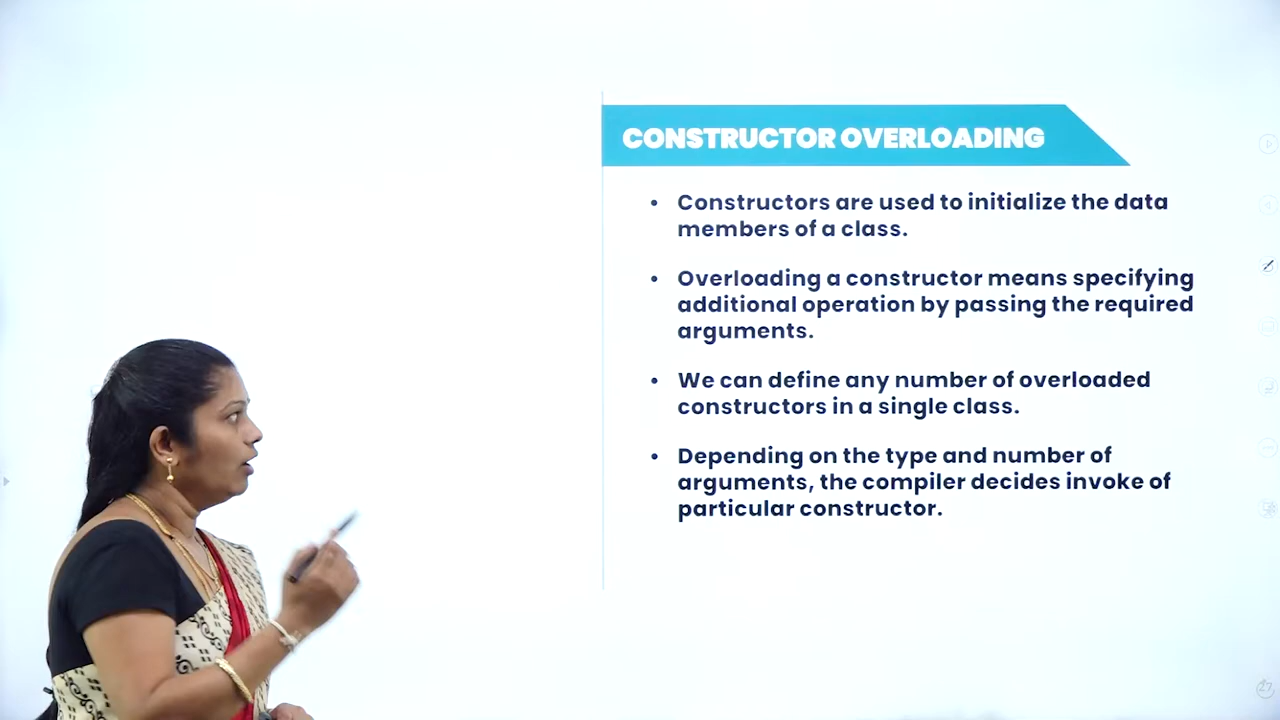 CONSTRUCTOR OVERLOADING
• Constructors are used to initialize the data
members of a class.
• Overloading a constructor means specifying
additional operation by passing the required
arguments.
• We can define any number of overloaded
constructors in a single class.
• Depending on the type and number of
arguments, the compiler decides invoke of
particular constructor.
27